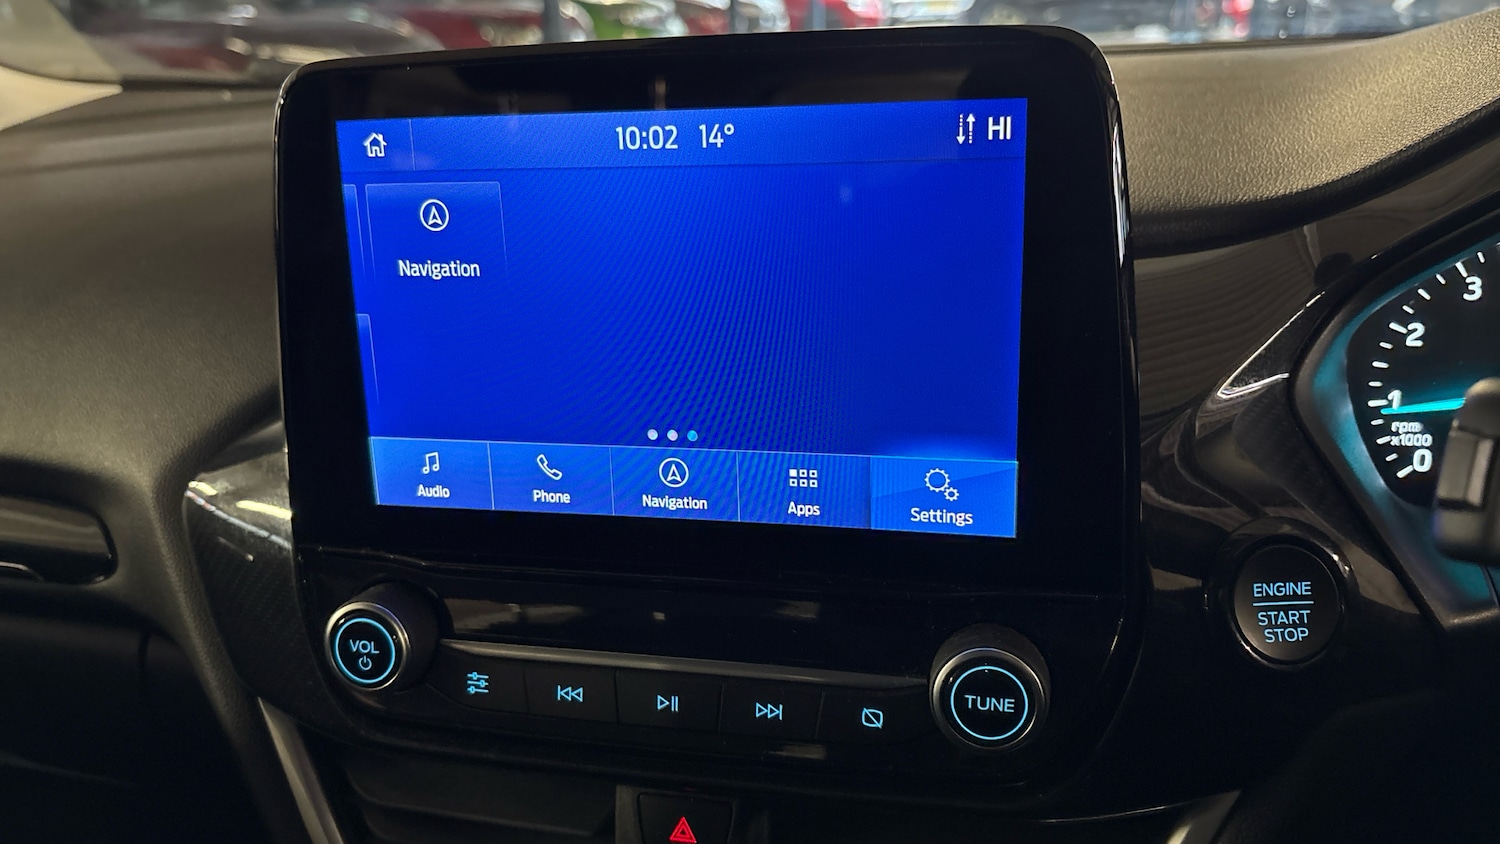 10:02 14° HI
Navigation
Audio
Phone
Navigation
Apps
Settings
VOL
TUNE
ENGINE
START
STOP
3
2
1
rpm
x1000
0